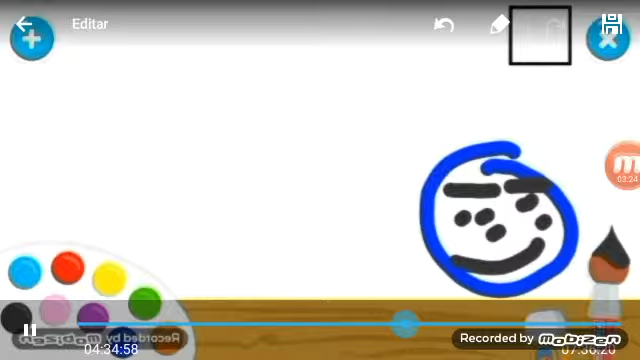 Editar
03:24
Recorded by MOBIZEN
Recorded by MOBIZEN
04:34:58
07:36:20